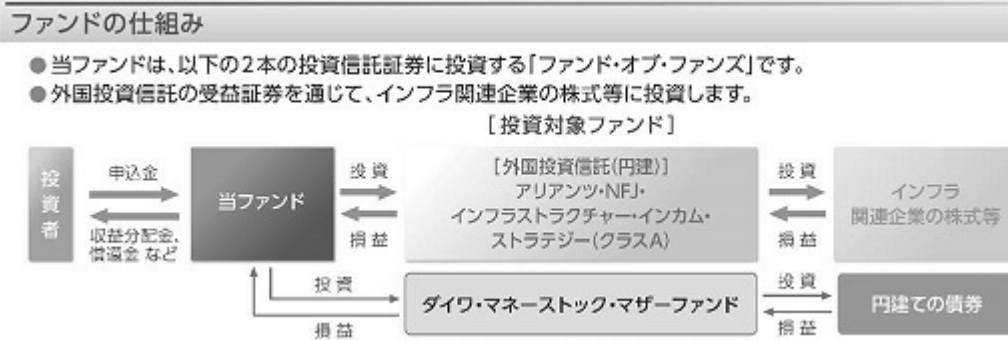 ファンドの仕組み
●当ファンドは、以下の2本の投資信託証券に投資する「ファンド・オブ・ファンズ」です。
●外国投資信託の受益証券を通じて、インフラ関連企業の株式等に投資します。
[投資対象ファンド]
投資者
申込金
収益分配金、
償還金 など
当ファンド
投資
損益
[外国投資信託(円建)]
アリアンツ・NFJ・
インフラストラクチャー・インカム・
ストラテジー(クラスA)
投資
損益
インフラ
関連企業の株式等
投資
損益
ダイワ・マネーストック・マザーファンド
投資
損益
円建ての債券